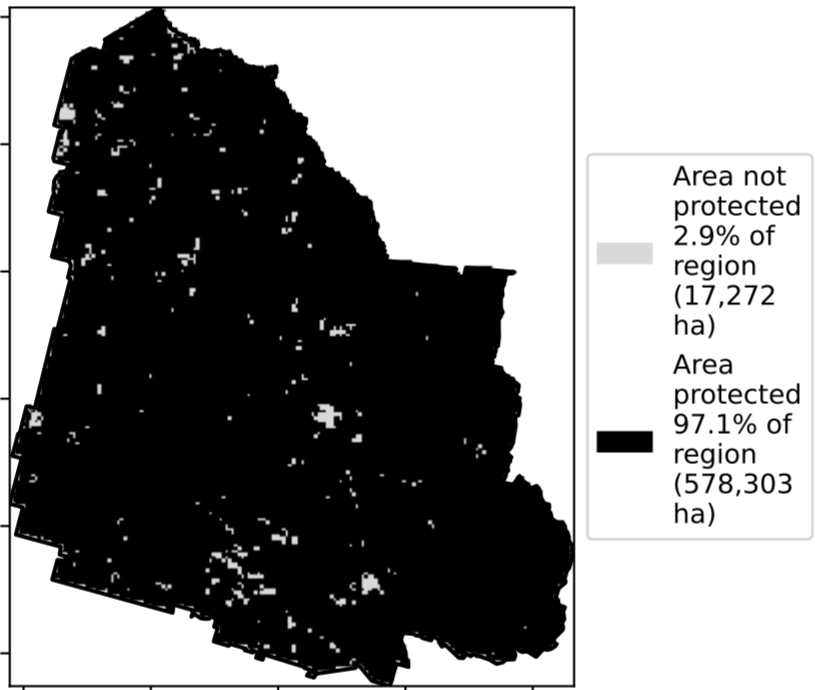 Area not
protected
2.9% of
region
(17,272
ha)
Area
protected
97.1% of
region
(578,303
ha)